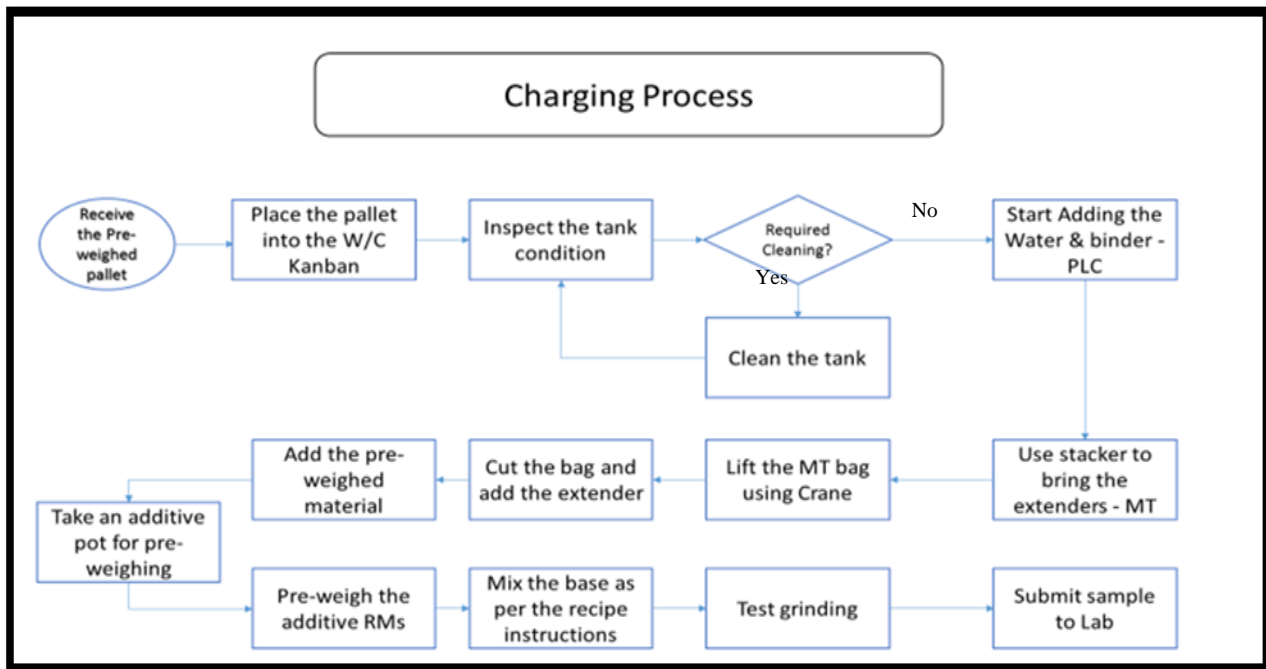 Charging Process
Receive
the Pre-
weighed
pallet
Place the pallet
into the W/C
Kanban
Inspect the tank
condition
Required
Cleaning?
No
Yes
Start Adding the
Water & binder -
PLC
Clean the tank
Use stacker to
bring the
extenders - MT
Lift the MT bag
using Crane
Cut the bag and
add the extender
Add the pre-
weighed
material
Take an additive
pot for pre-
weighing
Pre-weigh the
additive RMs
Mix the base as
per the recipe
instructions
Test grinding
Submit sample
to Lab